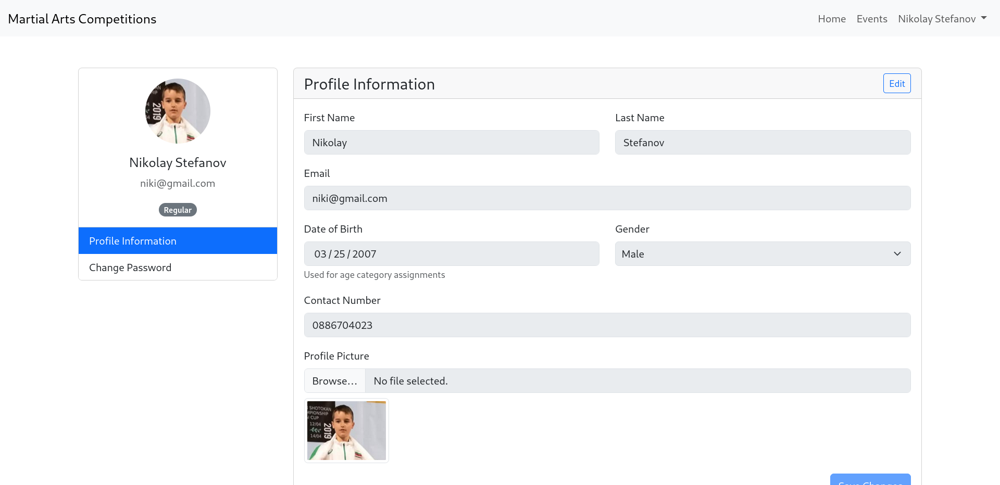 Martial Arts Competitions
Home Events Nikolay Stefanov
2019
Nikolay Stefanov
niki@gmail.com
Regular
Profile Information
Change Password
Profile Information
Edit
First Name
Last Name
Nikolay
Stefanov
Email
niki@gmail.com
Date of Birth
Gender
03 / 25 / 2007
Male
Used for age category assignments
Contact Number
0886704023
Profile Picture
Browse... No file selected.
SHOTOKAN
MPIONSHIP
CUP
12/04
14/04
2019
Save Changes